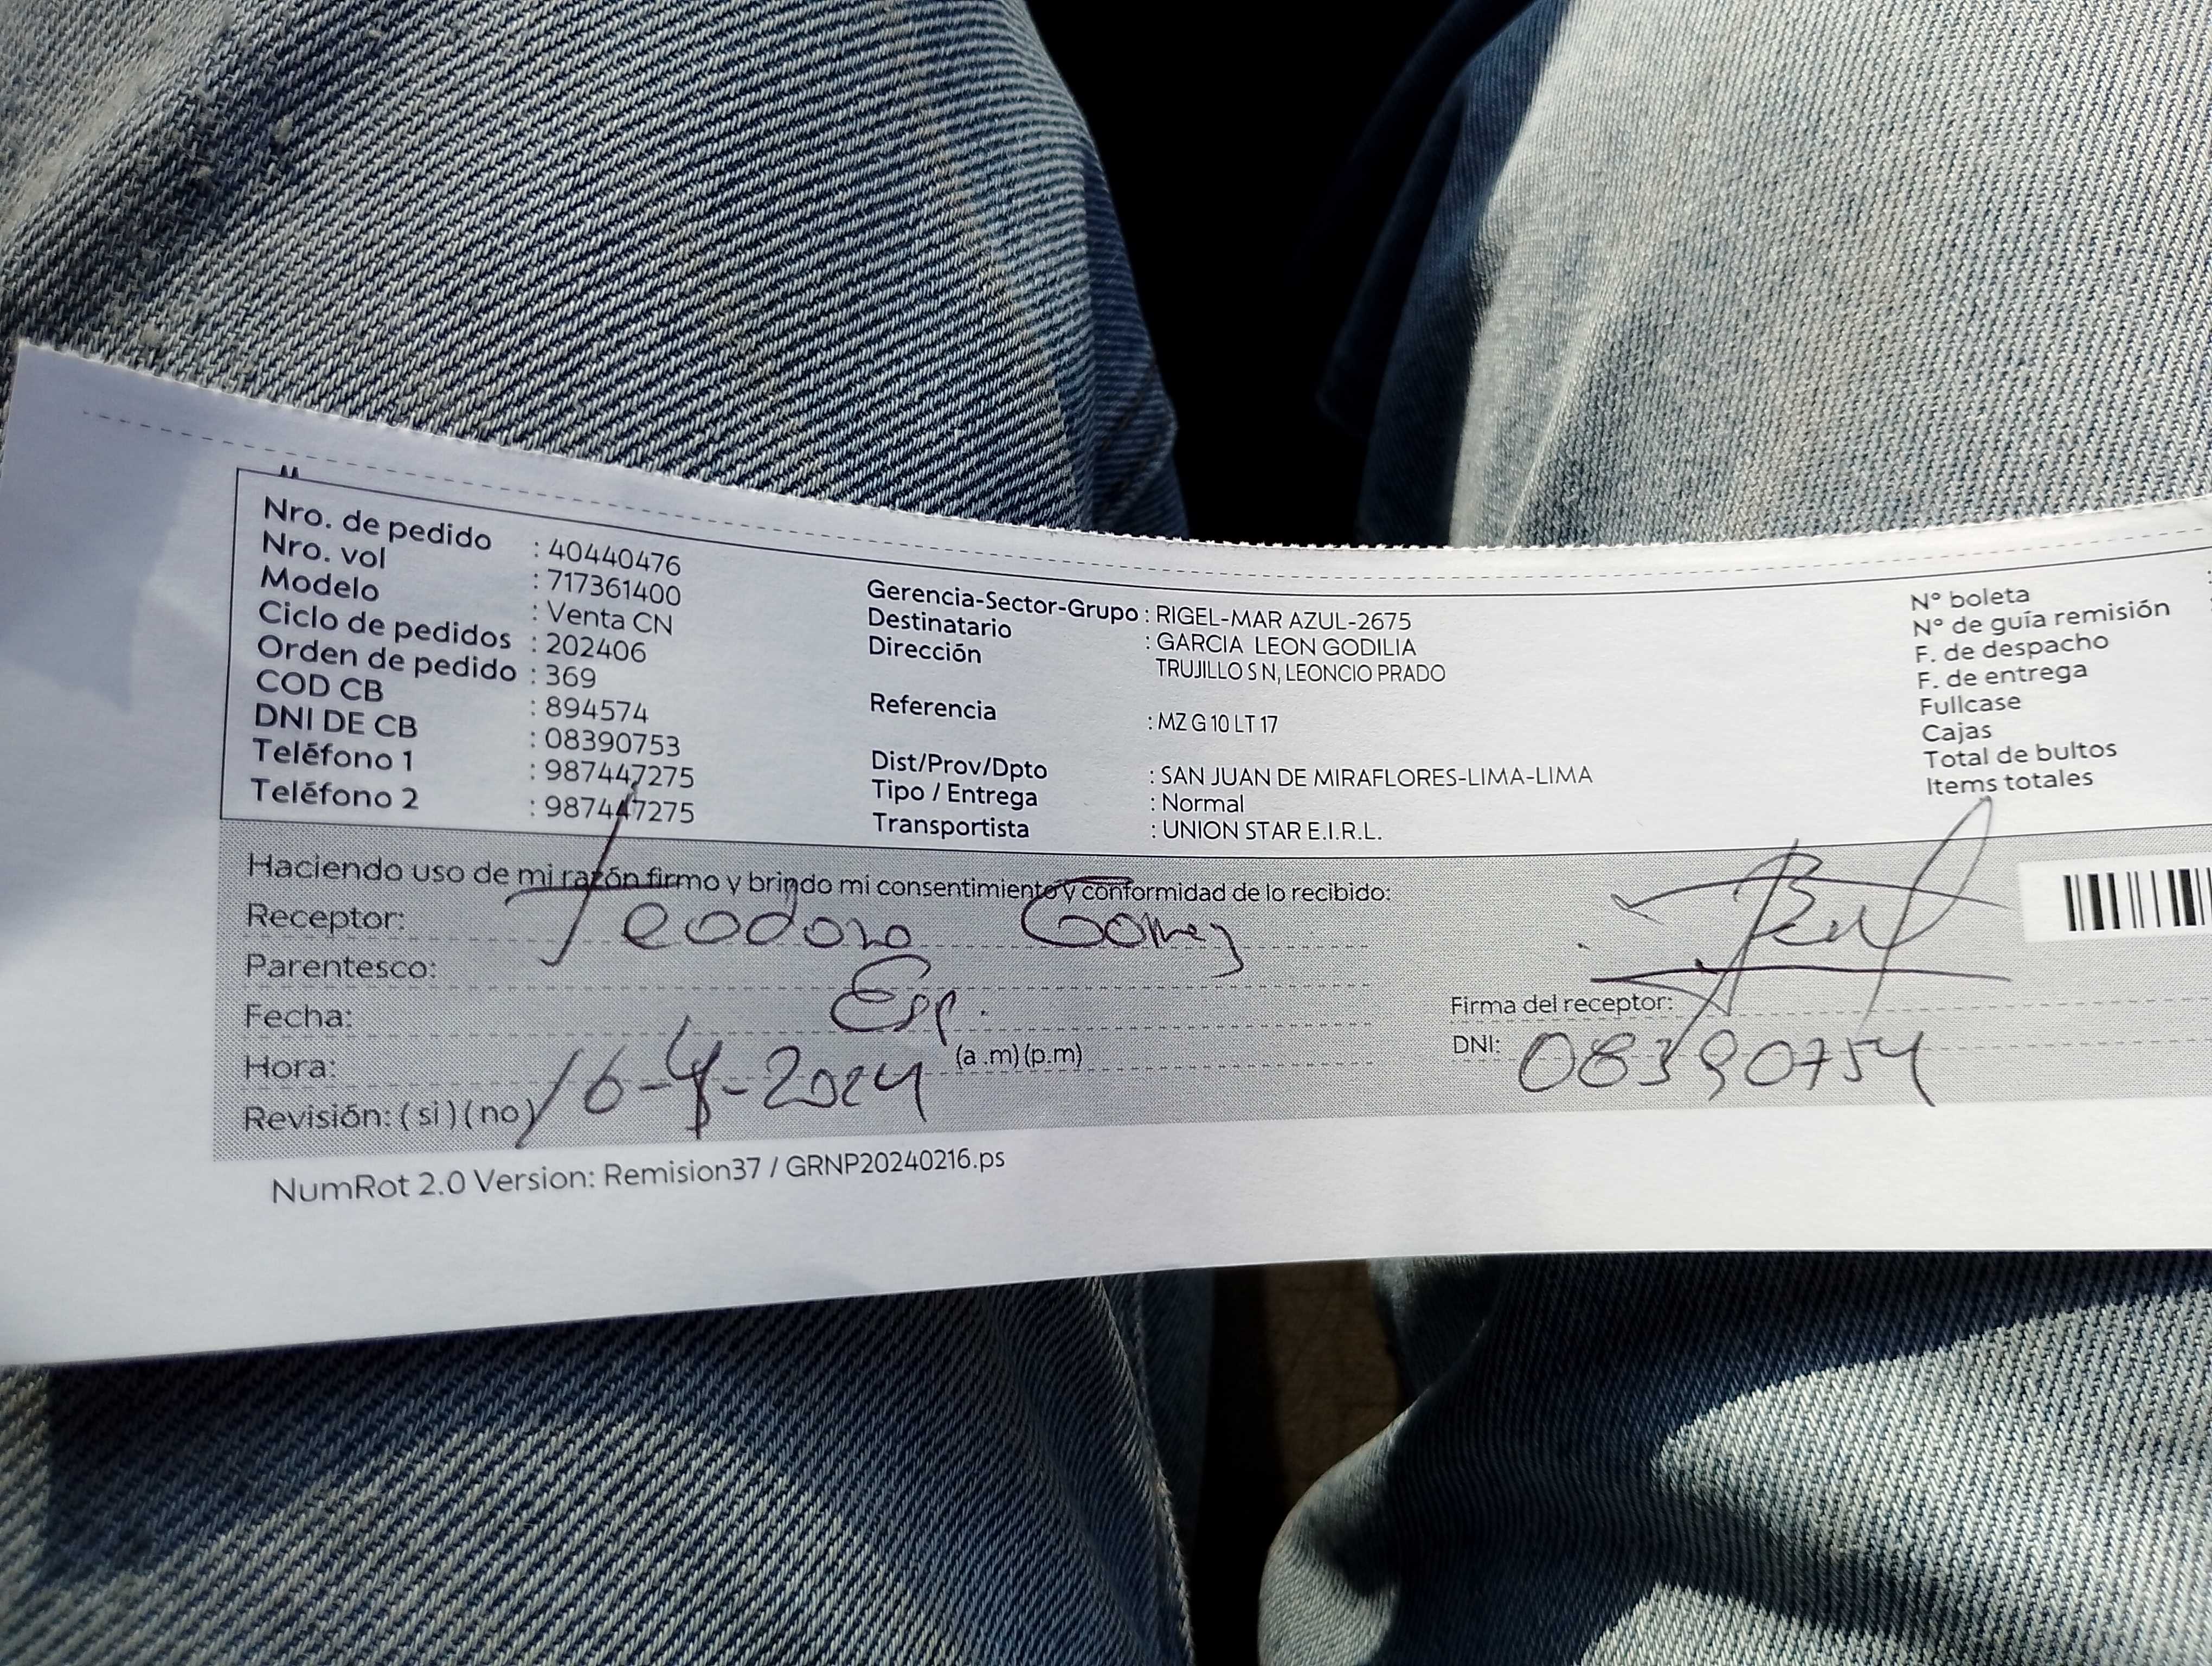 Nro. de pedido : 40440476
Nro. vol : 717361400
Modelo : Venta CN
Ciclo de pedidos : 202406
Orden de pedido : 369
COD CB : 894574
DNI DE CB : 08390753
Teléfono 1 : 987447275
Teléfono 2 : 987447275
Gerencia-Sector-Grupo : RIGEL-MAR AZUL-2675
Destinatario : GARCIA LEON GODILIA
Dirección TRUJILLO S N, LEONCIO PRADO
Referencia : MZ G 10 LT 17
Dist/Prov/Dpto : SAN JUAN DE MIRAFLORES-LIMA-LIMA
Tipo / Entrega : Normal
Transportista : UNION STAR E.I.R.L.
N° boleta
N° de guía remisión
F. de despacho
F. de entrega
Fullcase
Cajas
Total de bultos
Items totales
Haciendo uso de mi razón firmo y brindo mi consentimiento y conformidad de lo recibido:
Receptor: Teodoro Gomez
Parentesco: Esp.
Fecha: 16-4-2024
Hora: (a .m) (p.m)
Revisión: ( si ) ( no )
Firma del receptor:
DNI: 08390754
NumRot 2.0 Version: Remision37 / GRNP20240216.ps